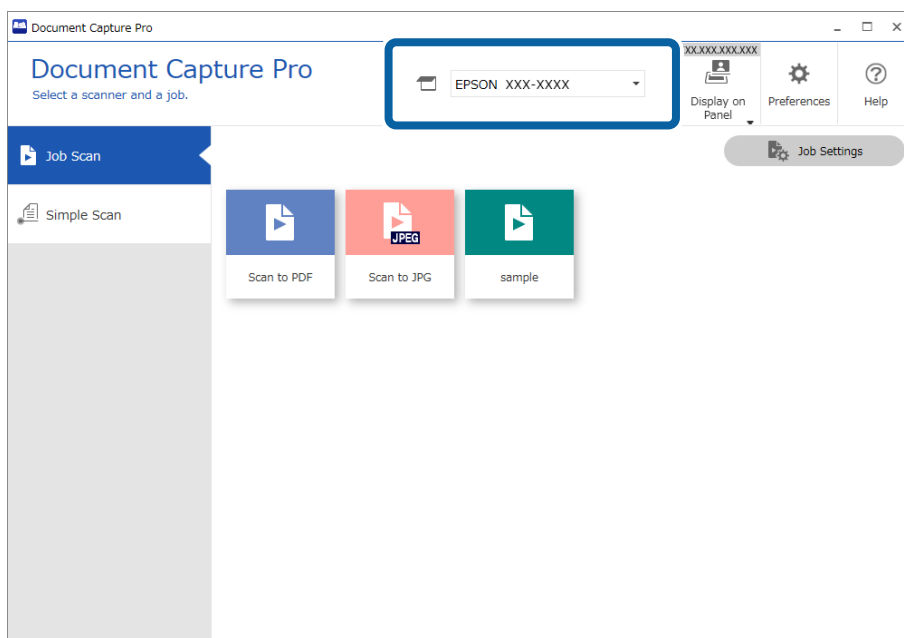 Document Capture Pro
Document Capture Pro
Select a scanner and a job.
EPSON XXX-XXXX
XX.XXX.XXX.XXX
Display on
Panel
Preferences
Help
Job Scan
Job Settings
Simple Scan
JPEG
Scan to PDF
Scan to JPG
sample